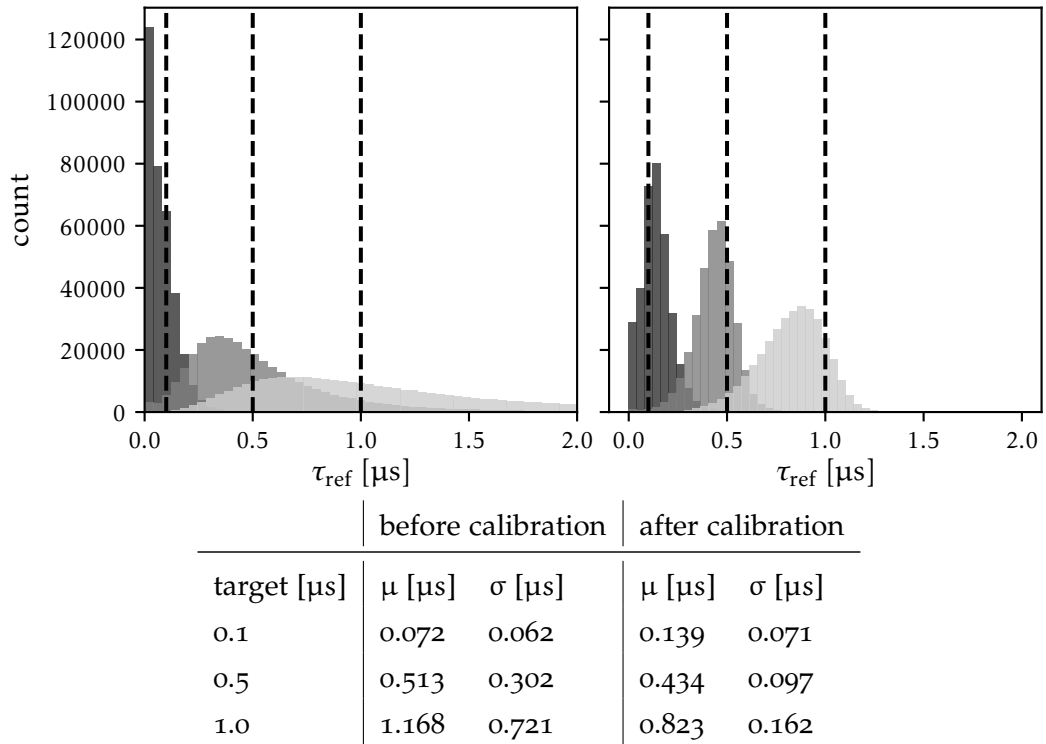 120000
100000
80000
60000
40000
20000
0
count
0.0 0.5 1.0 1.5 2.0
τref [µs]
0.0 0.5 1.0 1.5 2.0
τref [µs]
before calibration after calibration
target [µs] µ [µs] σ [µs] µ [µs] σ [µs]
0.1 0.072 0.062 0.139 0.071
0.5 0.513 0.302 0.434 0.097
1.0 1.168 0.721 0.823 0.162